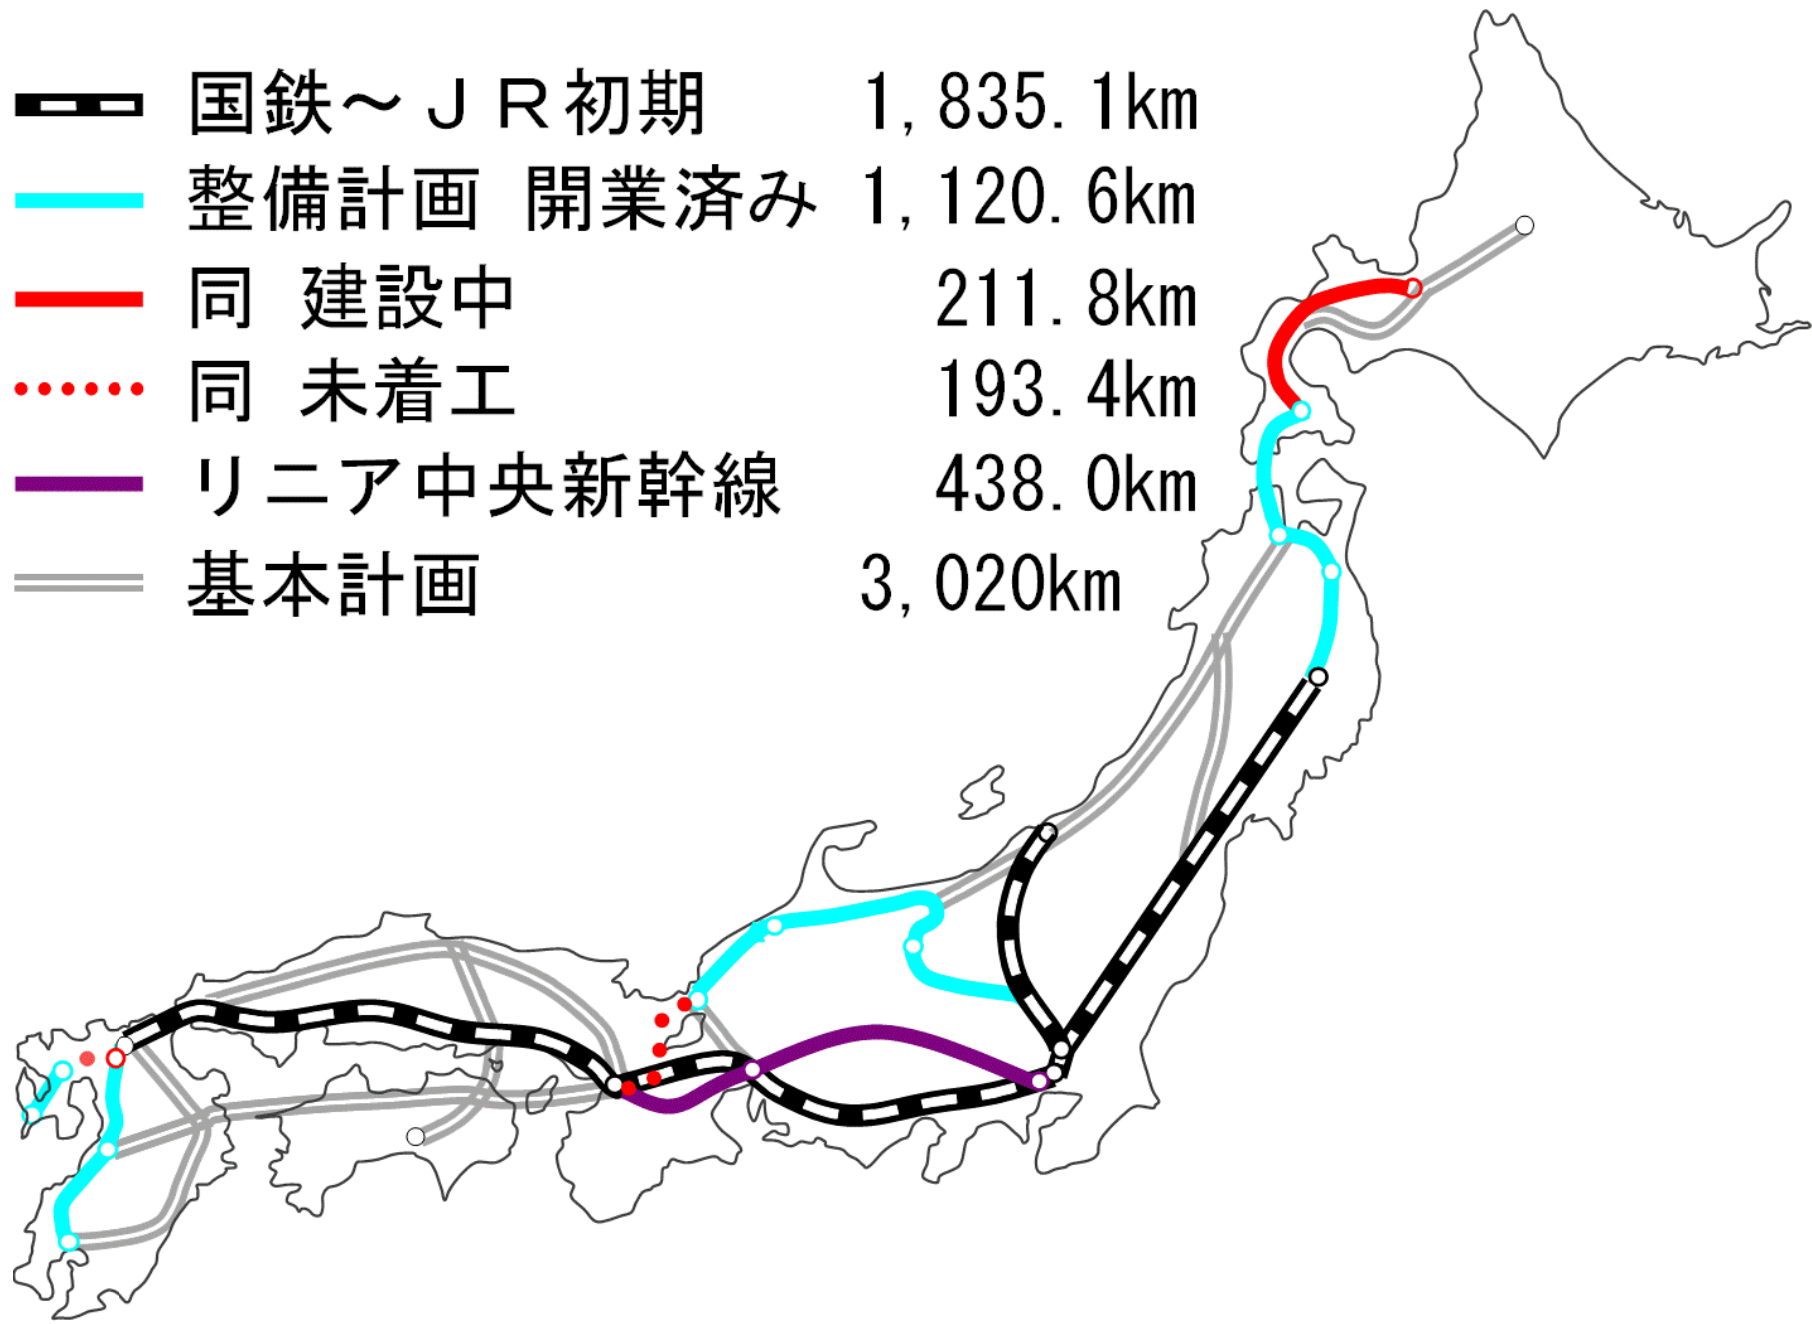 国鉄～ＪＲ初期 1,835.1km
整備計画 開業済み 1,120.6km
同 建設中 211.8km
同 未着工 193.4km
リニア中央新幹線 438.0km
基本計画 3,020km